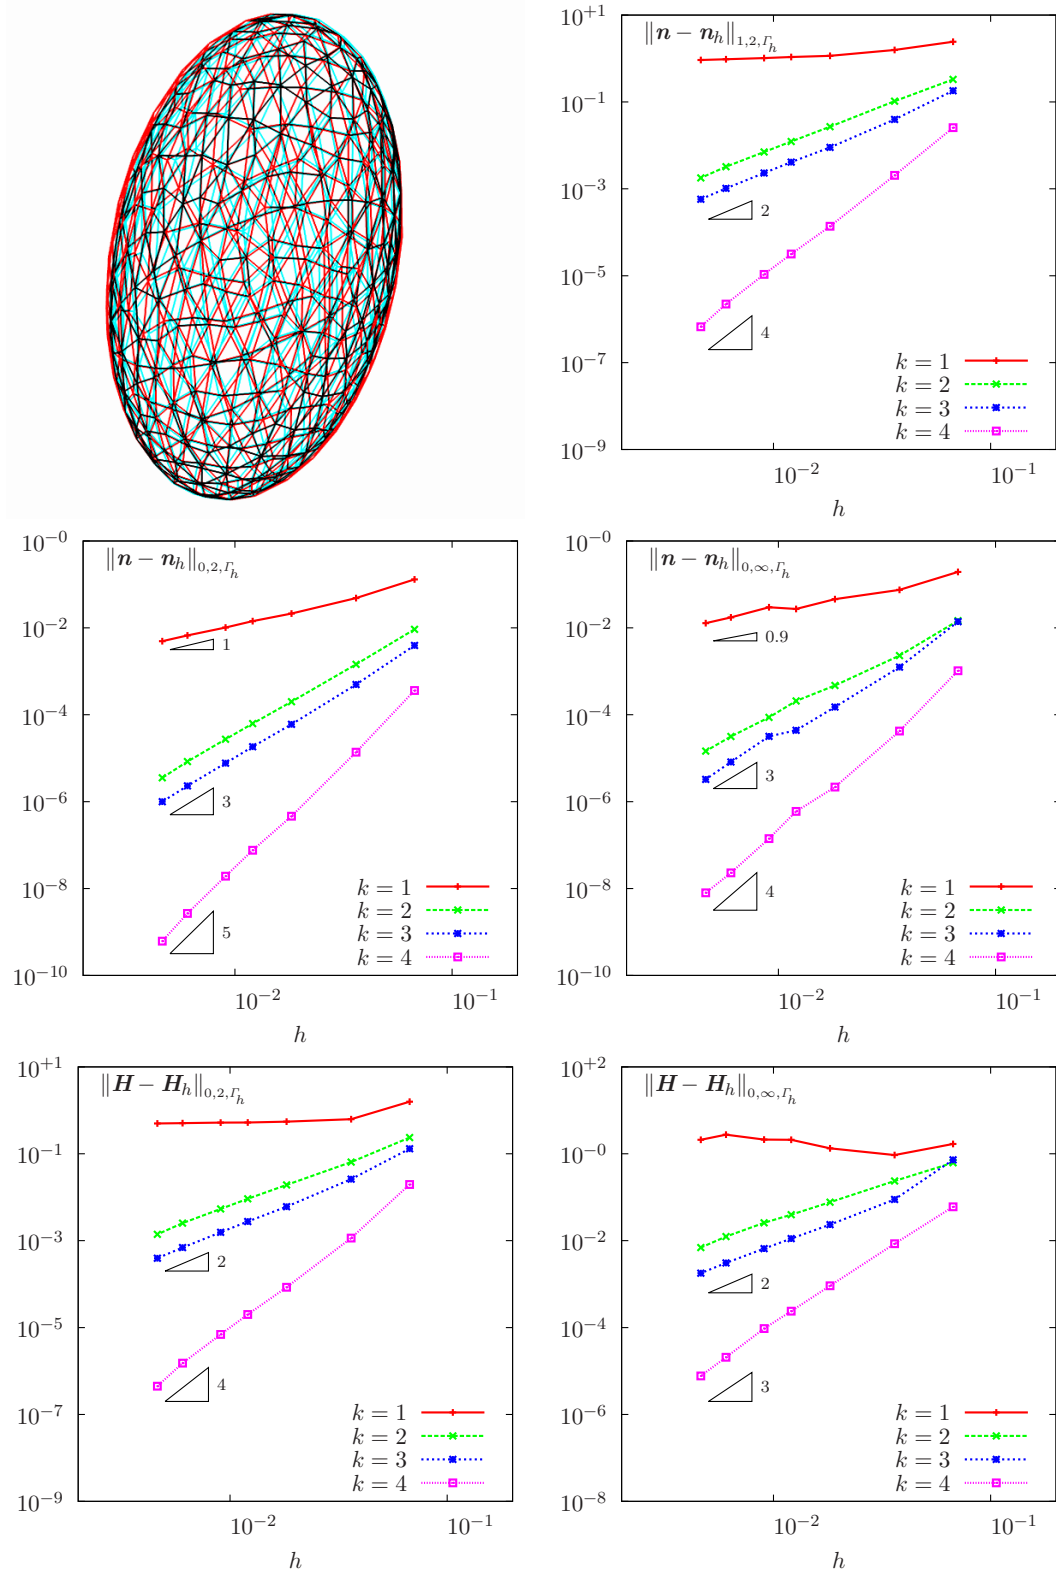 ‖n − n_h‖_{1,2,Γ_h}
10^{+1}
10^{−1}
10^{−3}
10^{−5}
10^{−7}
10^{−9}
2
4
k = 1
k = 2
k = 3
k = 4
10^{−2}
10^{−1}
h
‖n − n_h‖_{0,2,Γ_h}
10^{−0}
10^{−2}
10^{−4}
10^{−6}
10^{−8}
10^{−10}
1
3
5
k = 1
k = 2
k = 3
k = 4
10^{−2}
10^{−1}
h
‖n − n_h‖_{0,∞,Γ_h}
10^{−0}
10^{−2}
10^{−4}
10^{−6}
10^{−8}
10^{−10}
0.9
3
4
k = 1
k = 2
k = 3
k = 4
10^{−2}
10^{−1}
h
‖H − H_h‖_{0,2,Γ_h}
10^{+1}
10^{−1}
10^{−3}
10^{−5}
10^{−7}
10^{−9}
2
4
k = 1
k = 2
k = 3
k = 4
10^{−2}
10^{−1}
h
‖H − H_h‖_{0,∞,Γ_h}
10^{+2}
10^{−0}
10^{−2}
10^{−4}
10^{−6}
10^{−8}
2
3
k = 1
k = 2
k = 3
k = 4
10^{−2}
10^{−1}
h